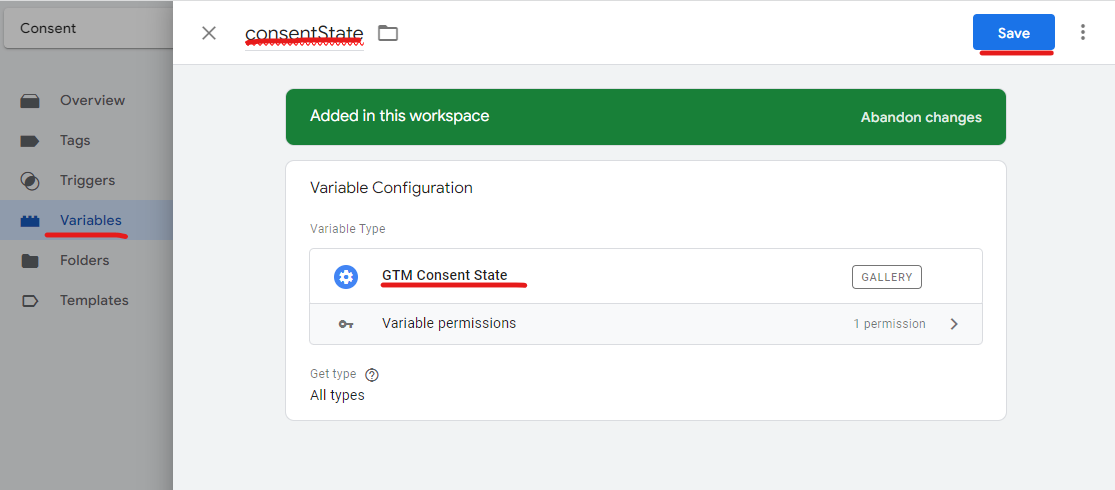 Consent
Overview
Tags
Triggers
Variables
Folders
Templates
consentState
Save
Added in this workspace
Abandon changes
Variable Configuration
Variable Type
GTM Consent State
GALLERY
Variable permissions
1 permission
Get type
All types